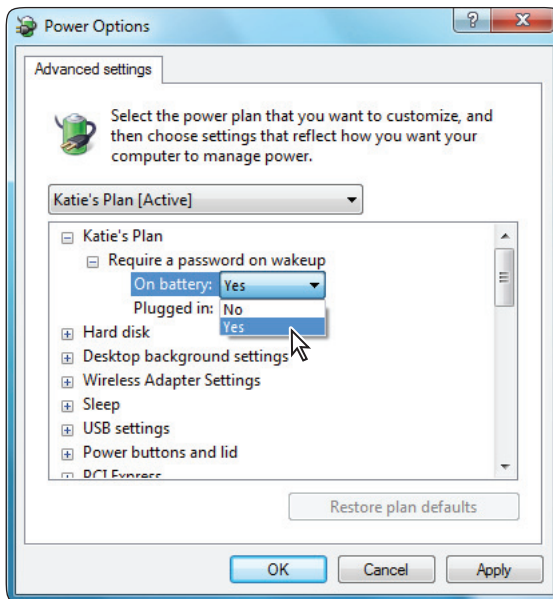 Power Options
Advanced settings
Select the power plan that you want to customize, and
then choose settings that reflect how you want your
computer to manage power.
Katie's Plan [Active]
Katie's Plan
Require a password on wakeup
On battery: Yes
Plugged in: No
Yes
Hard disk
Desktop background settings
Wireless Adapter Settings
Sleep
USB settings
Power buttons and lid
PCI Express
Restore plan defaults
OK Cancel Apply